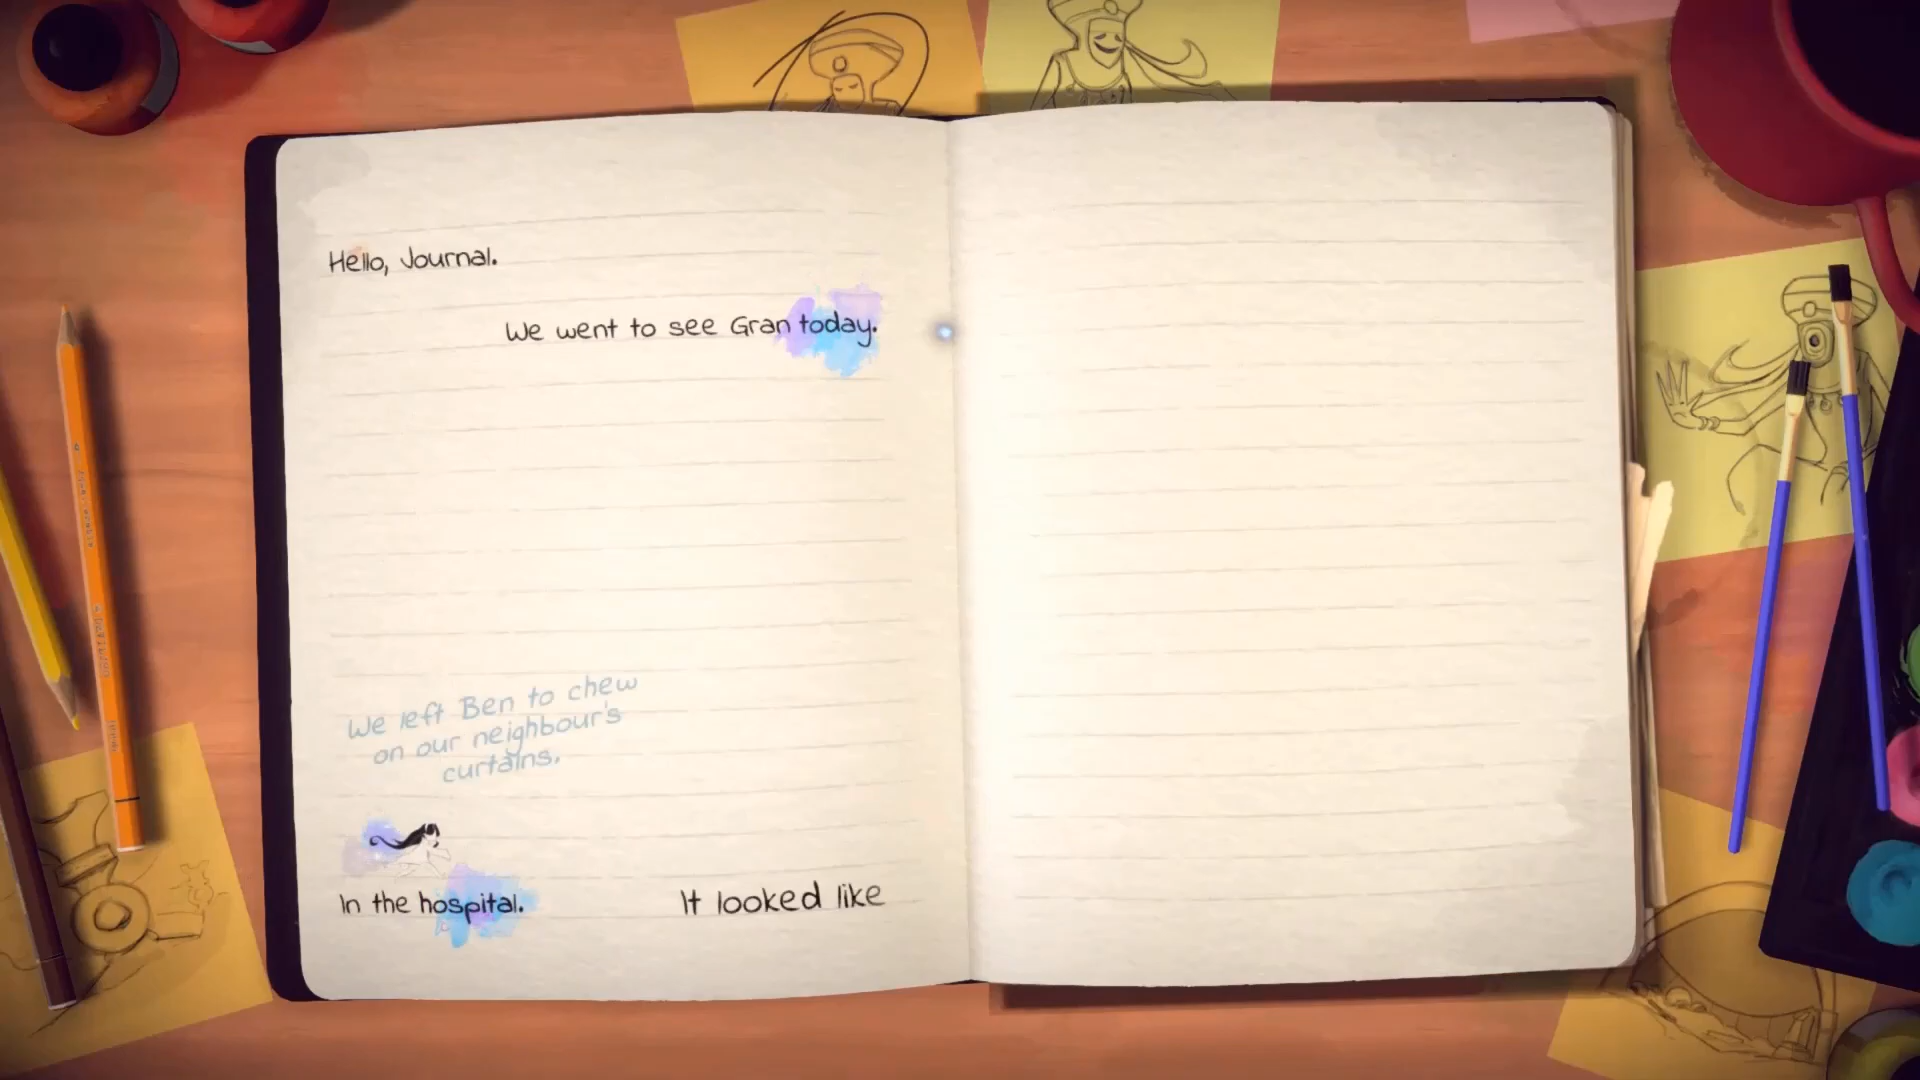 Hello, Journal.
We went to see Gran today.
We left Ben to chew
on our neighbour's
curtains.
In the hospital.
It looked like